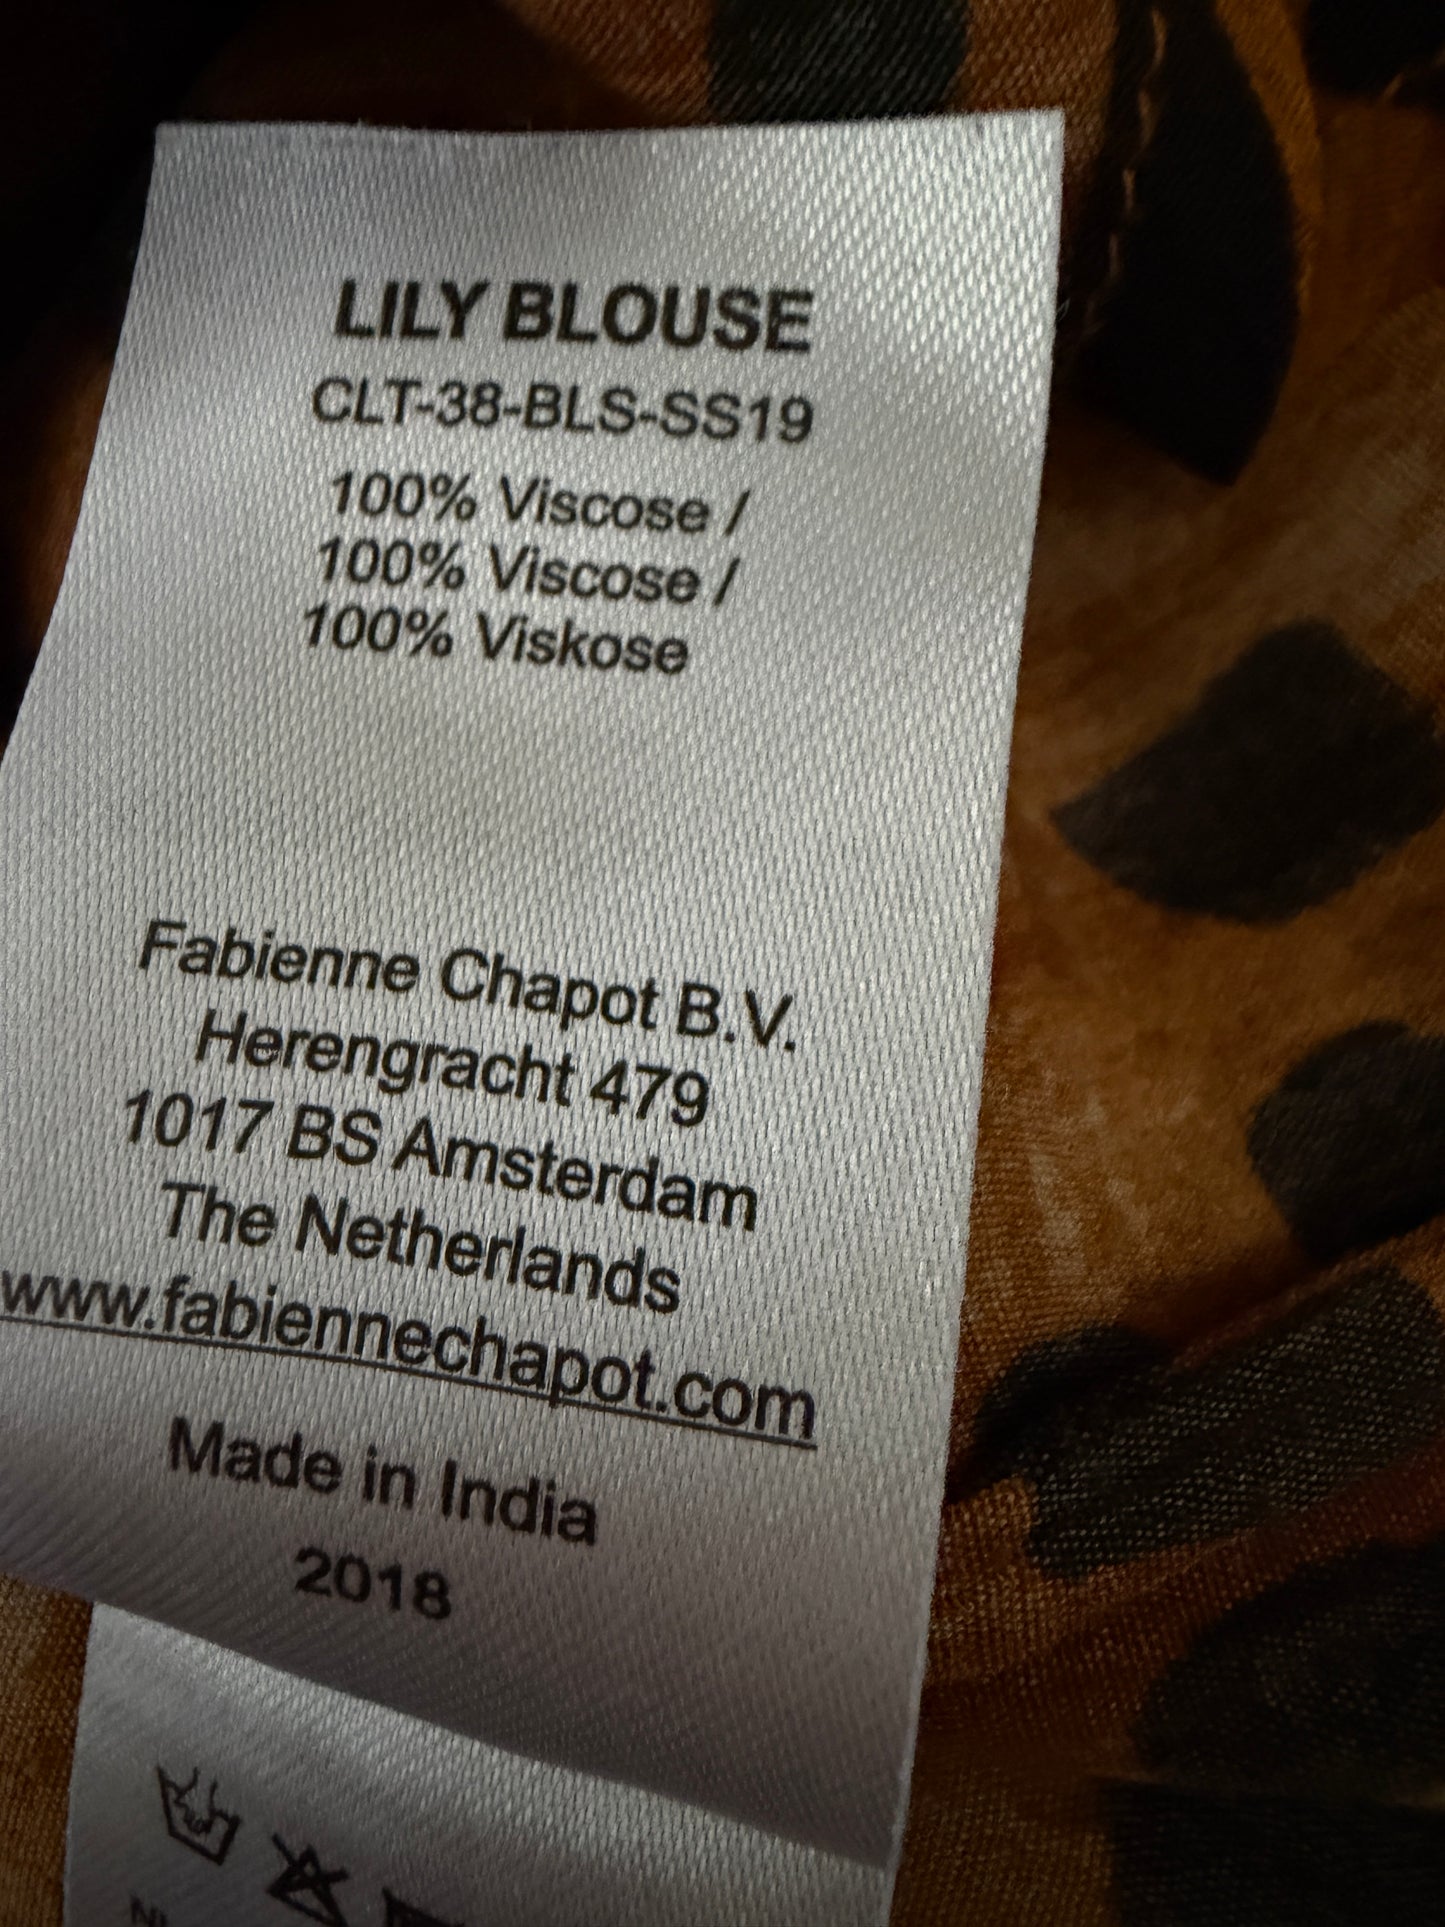 LILY BLOUSE
CLT-38-BLS-SS19
100% Viscose /
100% Viscose /
100% Viskose
Fabienne Chapot B.V.
Herengracht 479
1017 BS Amsterdam
The Netherlands
www.fabiennechapot.com
Made in India
2018